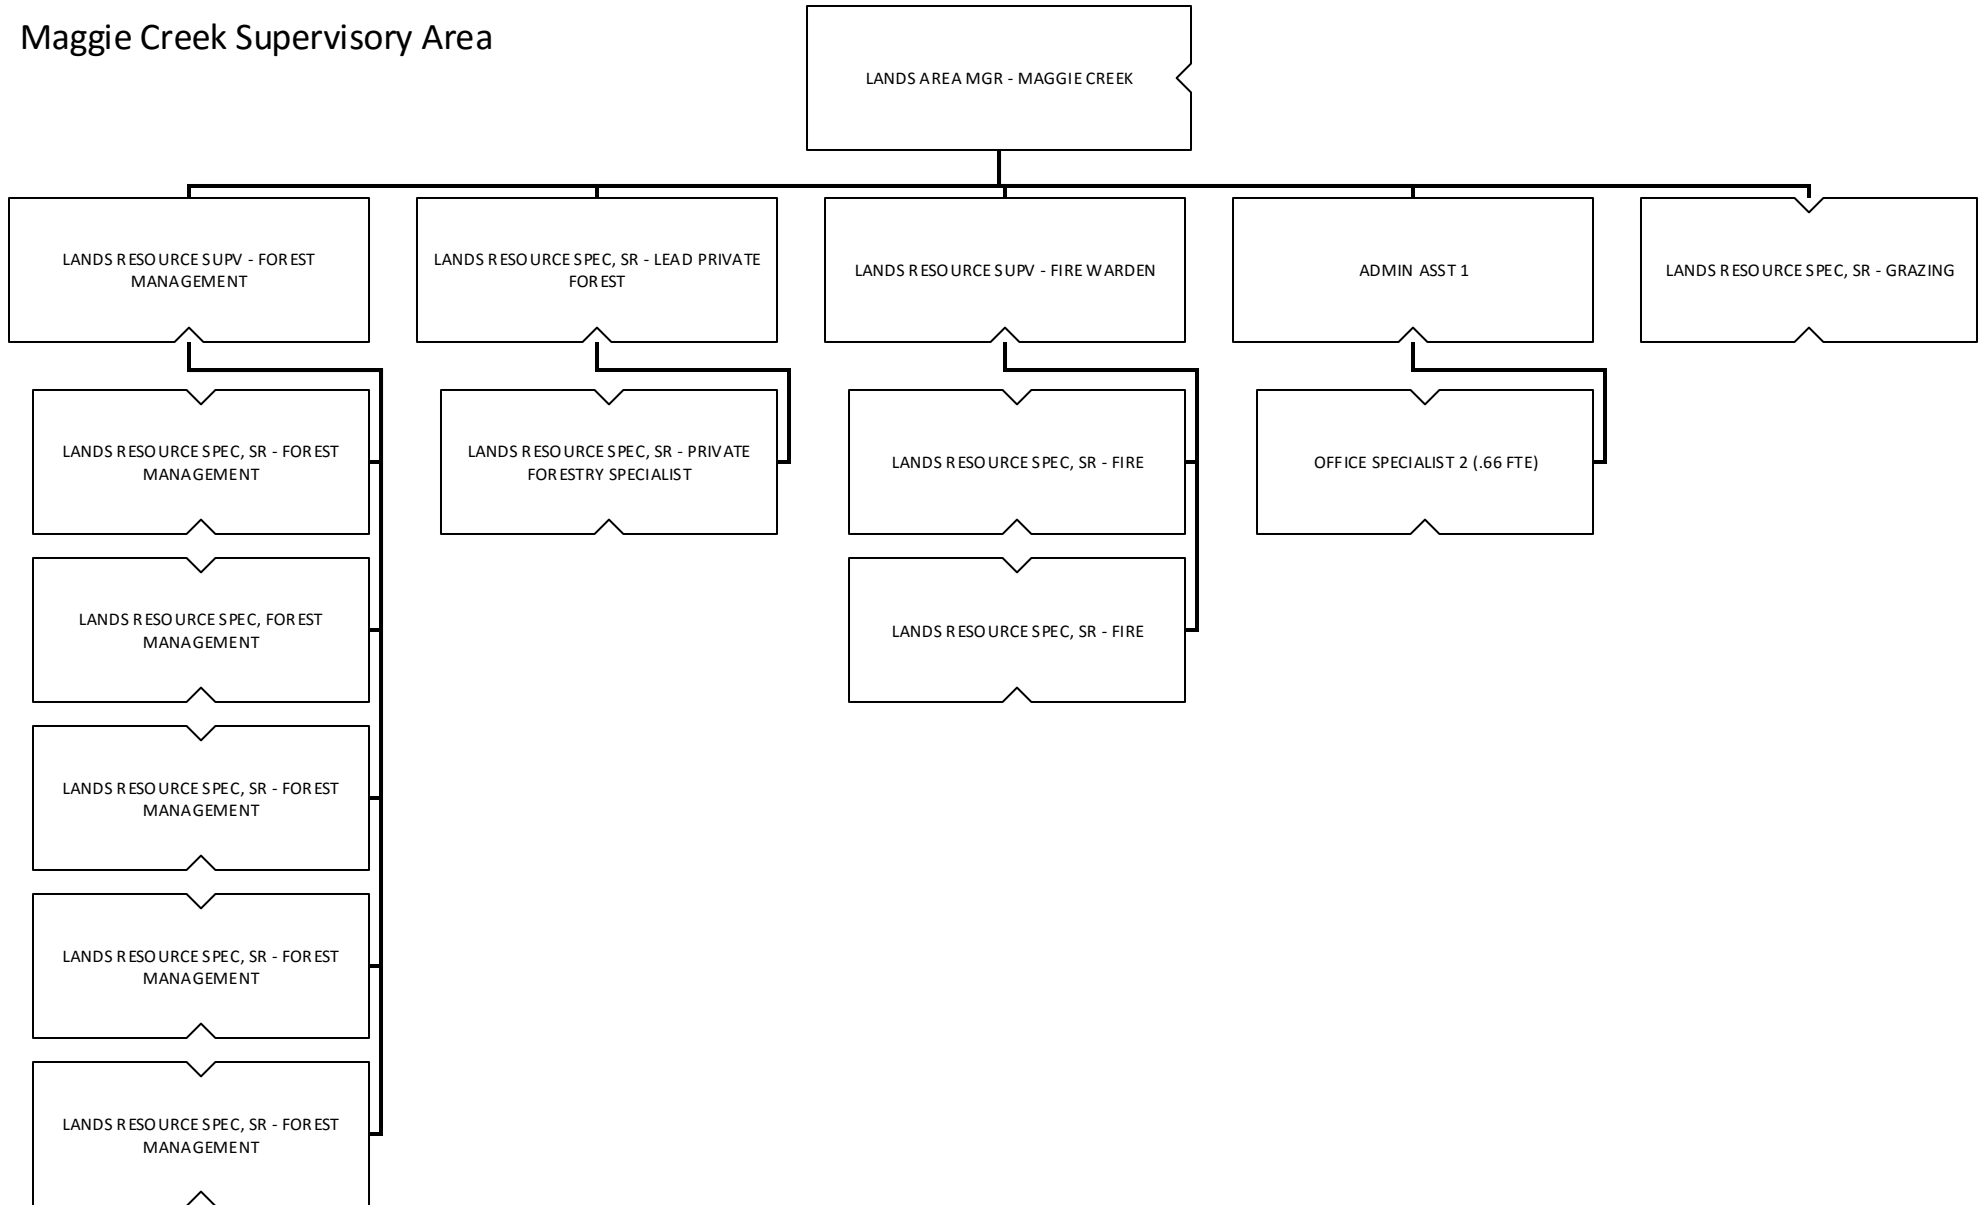 Maggie Creek Supervisory Area
LANDS AREA MGR - MAGGIE CREEK
LANDS RESOURCE SUPV - FOREST
MANAGEMENT
LANDS RESOURCE SPEC, SR - LEAD PRIVATE
FOREST
LANDS RESOURCE SUPV - FIRE WARDEN
ADMIN ASST 1
LANDS RESOURCE SPEC, SR - GRAZING
LANDS RESOURCE SPEC, SR - FOREST
MANAGEMENT
LANDS RESOURCE SPEC, SR - PRIVATE
FORESTRY SPECIALIST
LANDS RESOURCE SPEC, SR - FIRE
OFFICE SPECIALIST 2 (.66 FTE)
LANDS RESOURCE SPEC, FOREST
MANAGEMENT
LANDS RESOURCE SPEC, SR - FIRE
LANDS RESOURCE SPEC, SR - FOREST
MANAGEMENT
LANDS RESOURCE SPEC, SR - FOREST
MANAGEMENT
LANDS RESOURCE SPEC, SR - FOREST
MANAGEMENT